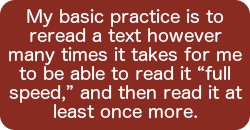 My basic practice is to
reread a text however
many times it takes for me
to be able to read it “full
speed,” and then read it at
least once more.